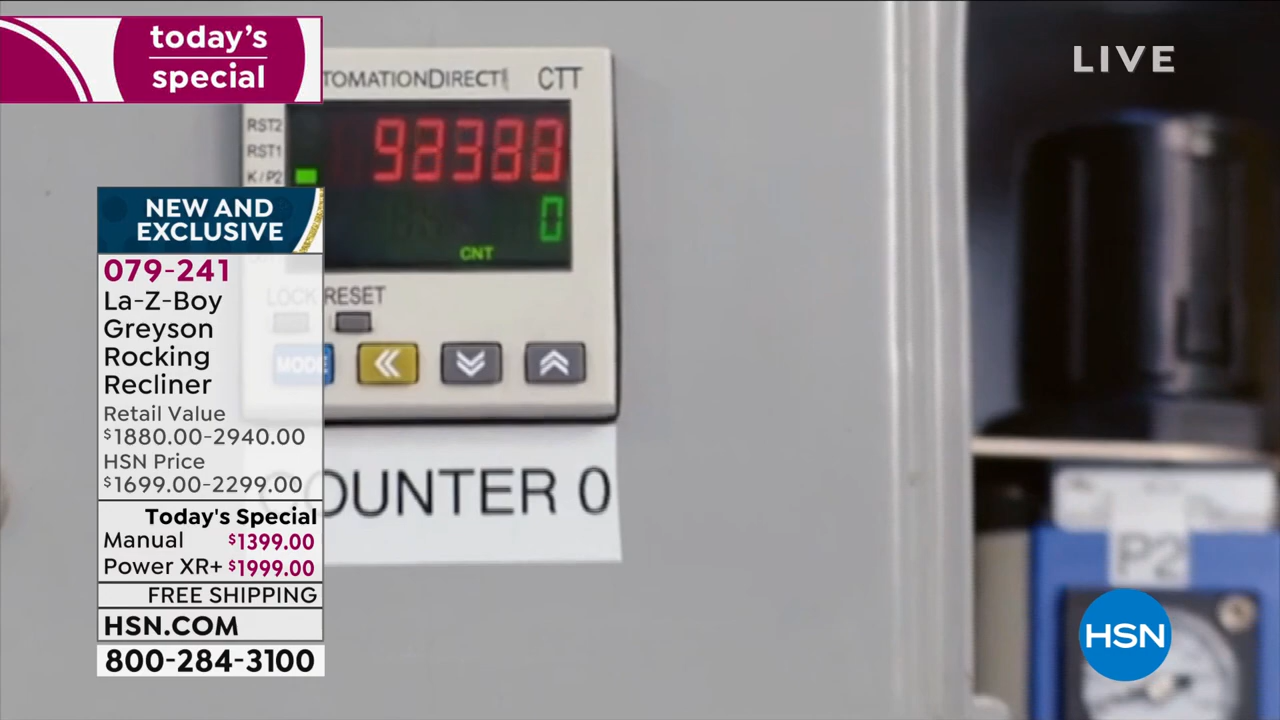 today's
special
LIVE
TOMATIONDIRECT
CTT
RST2
RST1
K/P2
0
CNT
LOCK
RESET
MODE
COUNTER 0
P2
NEW AND
EXCLUSIVE
079-241
La-Z-Boy
Greyson
Rocking
Recliner
Retail Value
$1880.00-2940.00
HSN Price
$1699.00-2299.00
Today's Special
Manual $1399.00
Power XR+ $1999.00
FREE SHIPPING
HSN.COM
800-284-3100
HSN